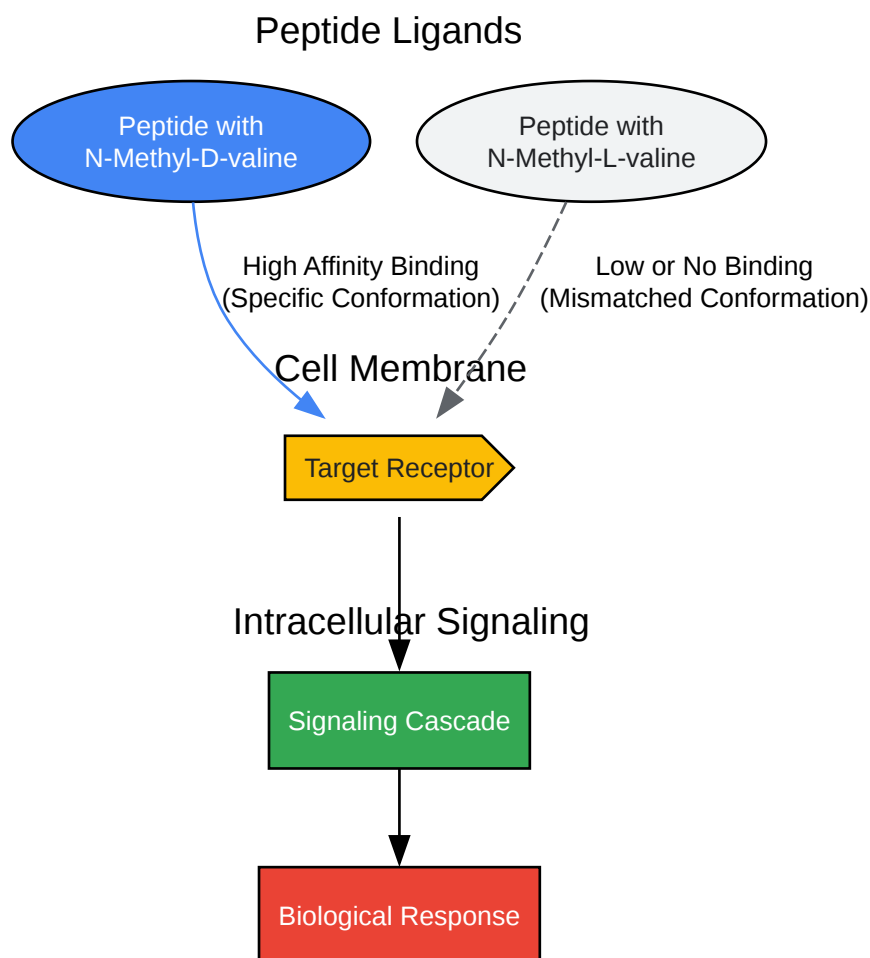 Peptide Ligands
Peptide with
N-Methyl-D-valine
Peptide with
N-Methyl-L-valine
High Affinity Binding
(Specific Conformation)
Low or No Binding
(Mismatched Conformation)
Cell Membrane
Target Receptor
Intracellular Signaling
Signaling Cascade
Biological Response